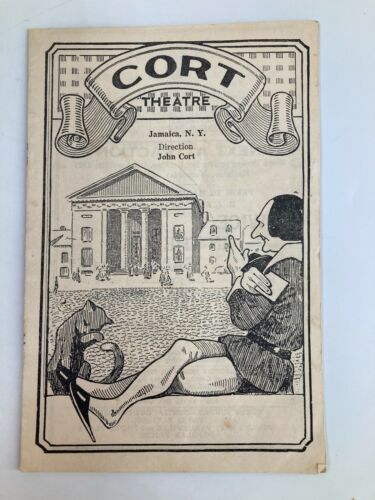 CORT
THEATRE
Jamaica, N. Y.
Direction
John Cort